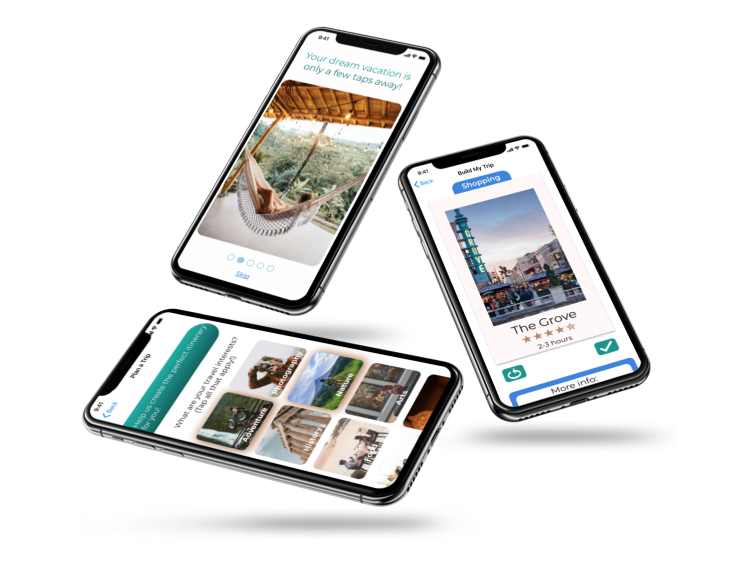 9:41
Your dream vacation is
only a few taps away!
Skip
9:41
Build My Trip
Back
Shopping
GROVE
The Grove
2-3 hours
More info:
9:41
Plan a Trip
Back
Help us create the perfect itinerary
for you!
What are your travel interests?
(Tap all that apply!)
Photography
Nature
Arts
Adventure
History
Food